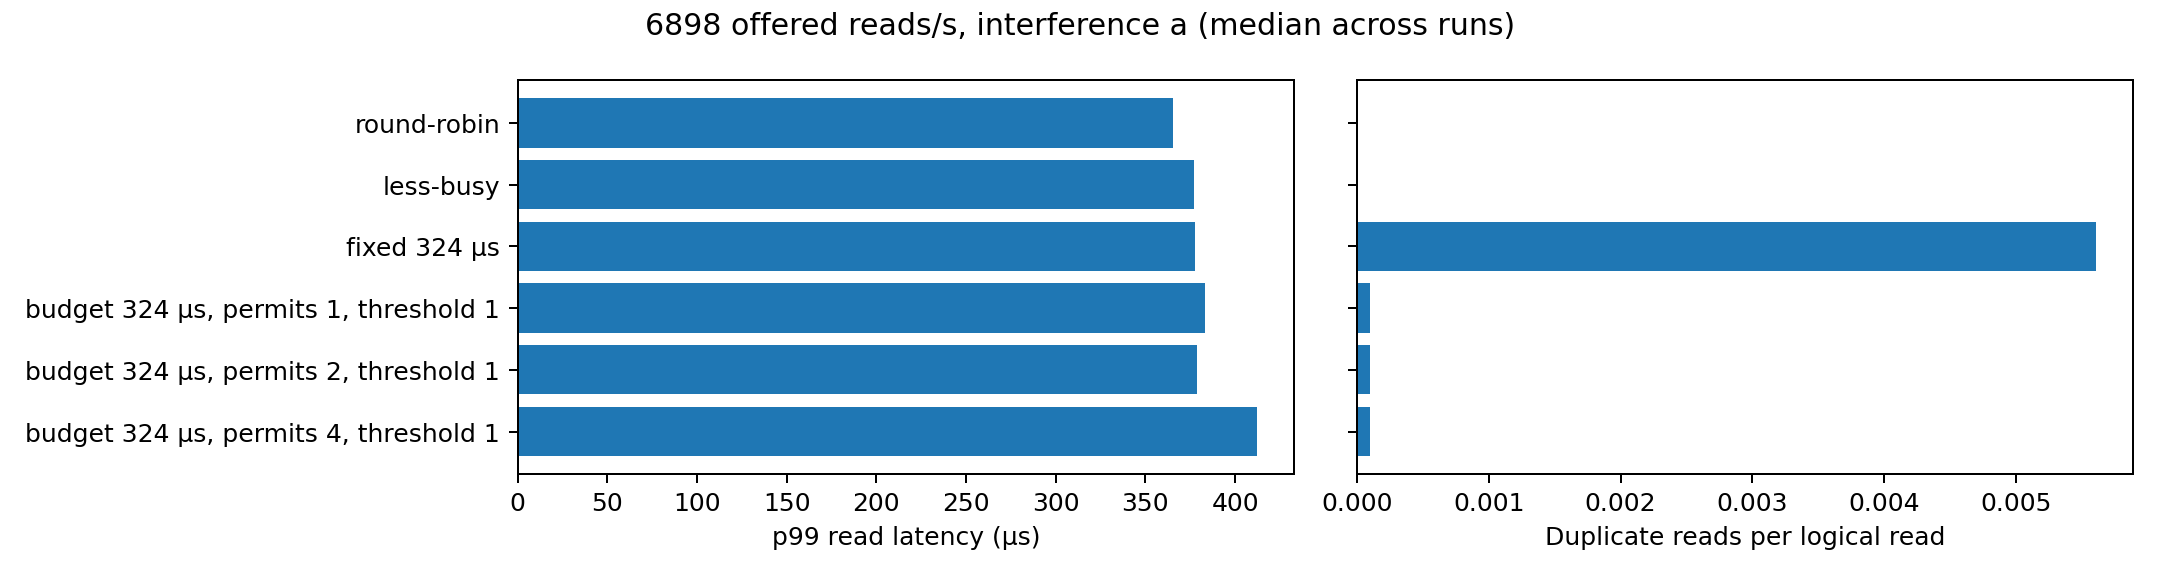 6898 offered reads/s, interference a (median across runs)
round-robin
less-busy
fixed 324 µs
budget 324 µs, permits 1, threshold 1
budget 324 µs, permits 2, threshold 1
budget 324 µs, permits 4, threshold 1
0 50 100 150 200 250 300 350 400
p99 read latency (µs)
0.000 0.001 0.002 0.003 0.004 0.005
Duplicate reads per logical read